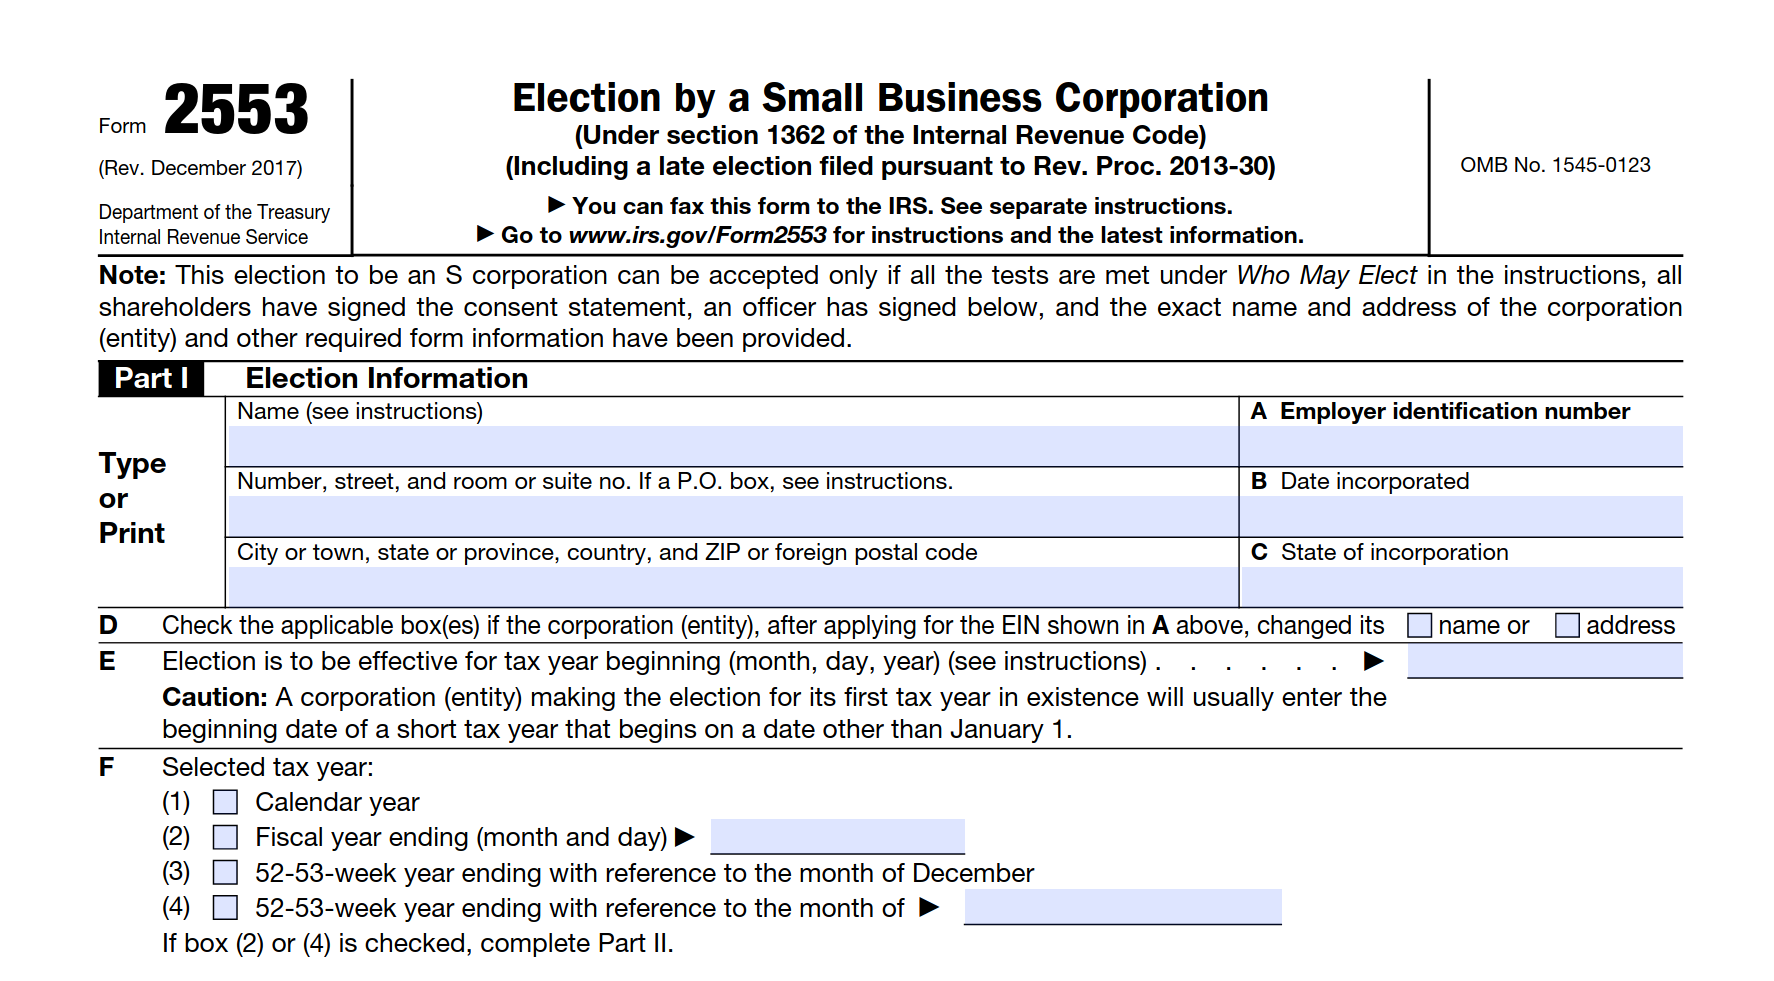 Form 2553
(Rev. December 2017)
Department of the Treasury
Internal Revenue Service
Election by a Small Business Corporation
(Under section 1362 of the Internal Revenue Code)
(Including a late election filed pursuant to Rev. Proc. 2013-30)
▶ You can fax this form to the IRS. See separate instructions.
▶ Go to www.irs.gov/Form2553 for instructions and the latest information.
OMB No. 1545-0123
Note: This election to be an S corporation can be accepted only if all the tests are met under Who May Elect in the instructions, all
shareholders have signed the consent statement, an officer has signed below, and the exact name and address of the corporation
(entity) and other required form information have been provided.
Part I Election Information
Type
or
Print
Name (see instructions)
A Employer identification number
Number, street, and room or suite no. If a P.O. box, see instructions.
B Date incorporated
City or town, state or province, country, and ZIP or foreign postal code
C State of incorporation
D Check the applicable box(es) if the corporation (entity), after applying for the EIN shown in A above, changed its name or address
E Election is to be effective for tax year beginning (month, day, year) (see instructions) . . . . . . ▶
Caution: A corporation (entity) making the election for its first tax year in existence will usually enter the
beginning date of a short tax year that begins on a date other than January 1.
F Selected tax year:
(1) Calendar year
(2) Fiscal year ending (month and day) ▶
(3) 52-53-week year ending with reference to the month of December
(4) 52-53-week year ending with reference to the month of ▶
If box (2) or (4) is checked, complete Part II.